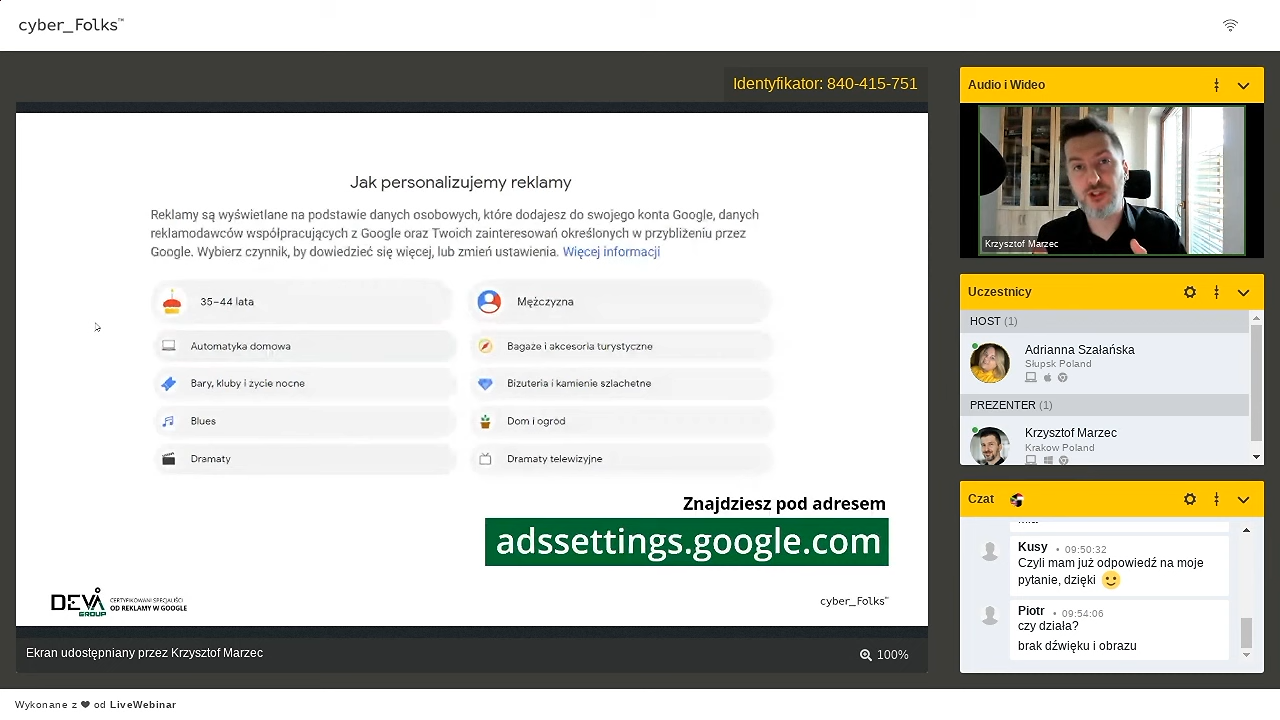 cyber_Folks™
Identyfikator: 840-415-751
Jak personalizujemy reklamy
Reklamy są wyświetlane na podstawie danych osobowych, które dodajesz do swojego konta Google, danych
reklamodawców współpracujących z Google oraz Twoich zainteresowań określonych w przybliżeniu przez
Google. Wybierz czynnik, by dowiedzieć się więcej, lub zmień ustawienia. Więcej informacji
35–44 lata
Mężczyzna
Automatyka domowa
Bagaże i akcesoria turystyczne
Bary, kluby i życie nocne
Biżuteria i kamienie szlachetne
Blues
Dom i ogród
Dramaty
Dramaty telewizyjne
Znajdziesz pod adresem
adssettings.google.com
DEVA
GROUP
CERTYFIKOWANI SPECJALIŚCI
OD REKLAMY W GOOGLE
cyber_Folks™
Ekran udostępniany przez Krzysztof Marzec
100%
Audio i Wideo
Krzysztof Marzec
Uczestnicy
HOST (1)
Adrianna Szałańska
Słupsk Poland
PREZENTER (1)
Krzysztof Marzec
Krakow Poland
Czat
Kusy • 09:50:32
Czyli mam już odpowiedź na moje
pytanie, dzięki
Piotr • 09:54:06
czy działa?
brak dźwięku i obrazu
Wykonane z ❤ od LiveWebinar